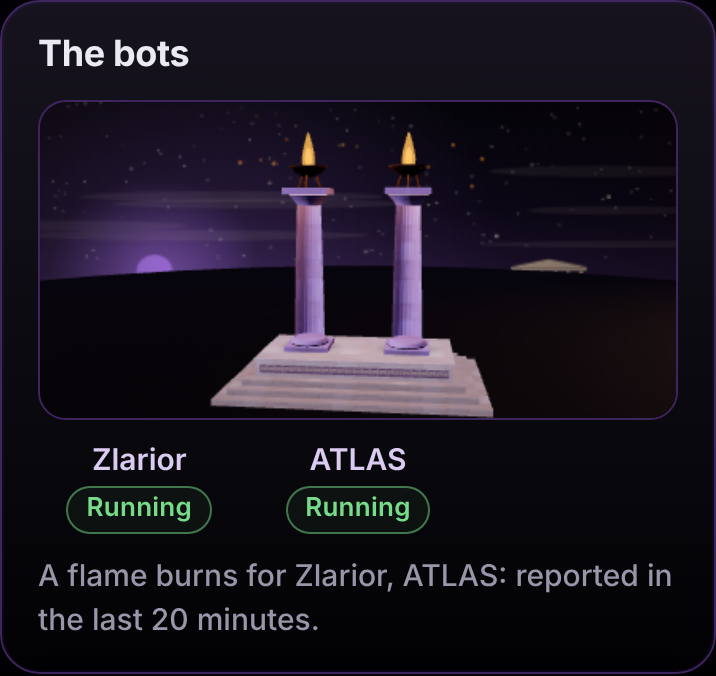 The bots
Zlarior
ATLAS
Running
Running
A flame burns for Zlarior, ATLAS: reported in
the last 20 minutes.